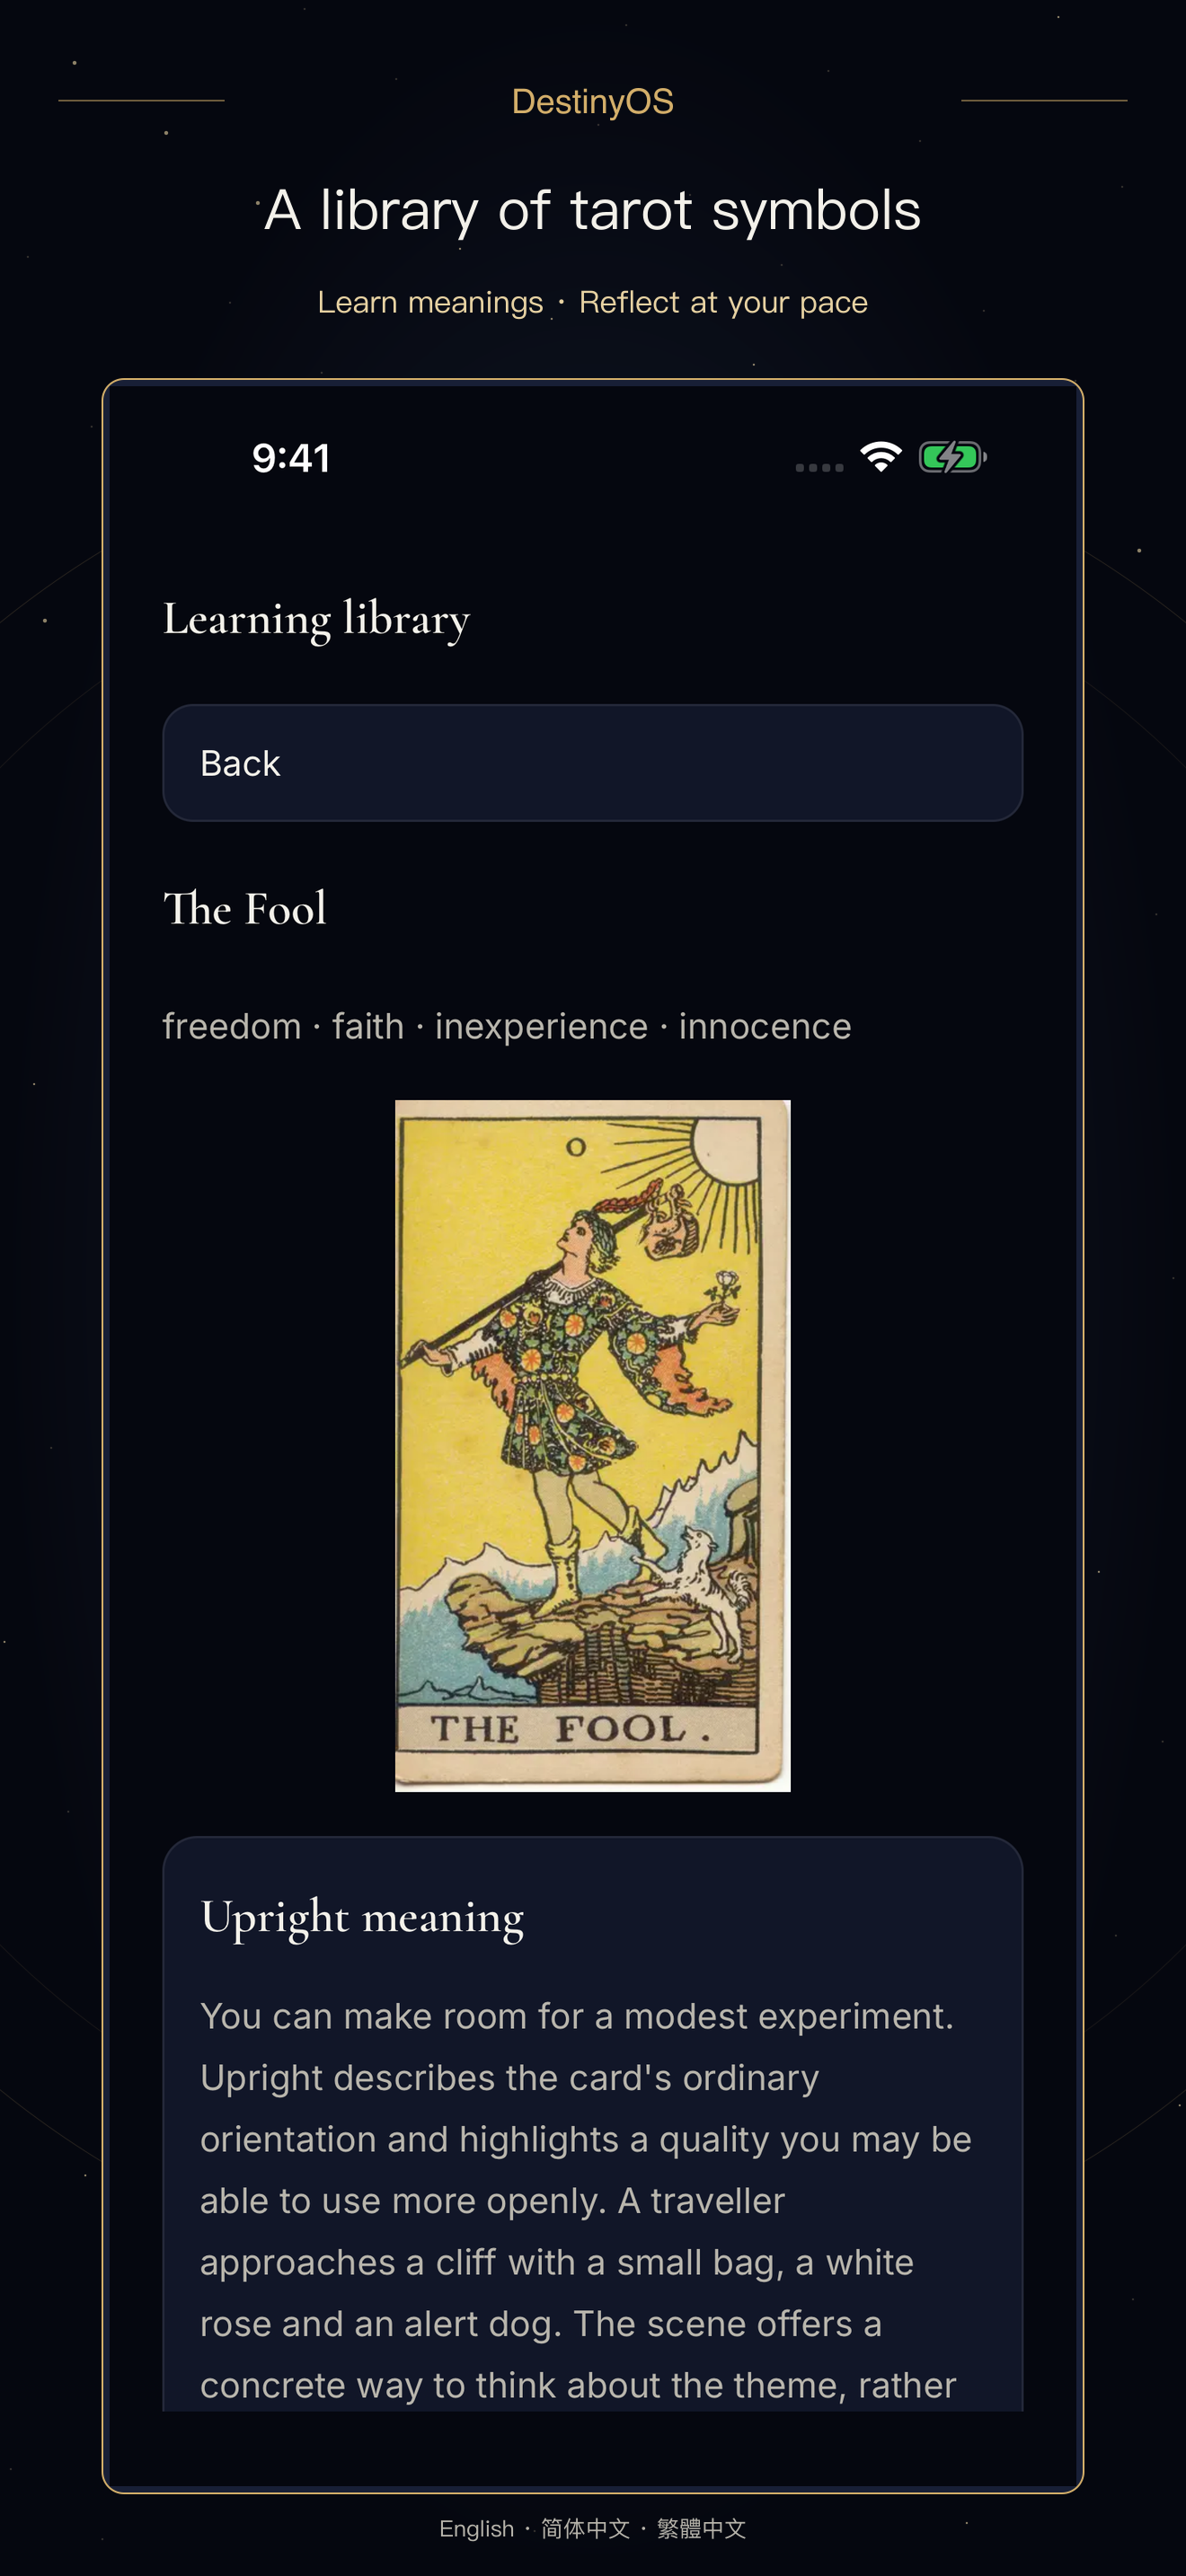 DestinyOS
A library of tarot symbols
Learn meanings · Reflect at your pace
9:41
Learning library
Back
The Fool
freedom · faith · inexperience · innocence
0
THE FOOL.
Upright meaning
You can make room for a modest experiment.
Upright describes the card's ordinary
orientation and highlights a quality you may be
able to use more openly. A traveller
approaches a cliff with a small bag, a white
rose and an alert dog. The scene offers a
concrete way to think about the theme, rather
English · 简体中文 · 繁體中文